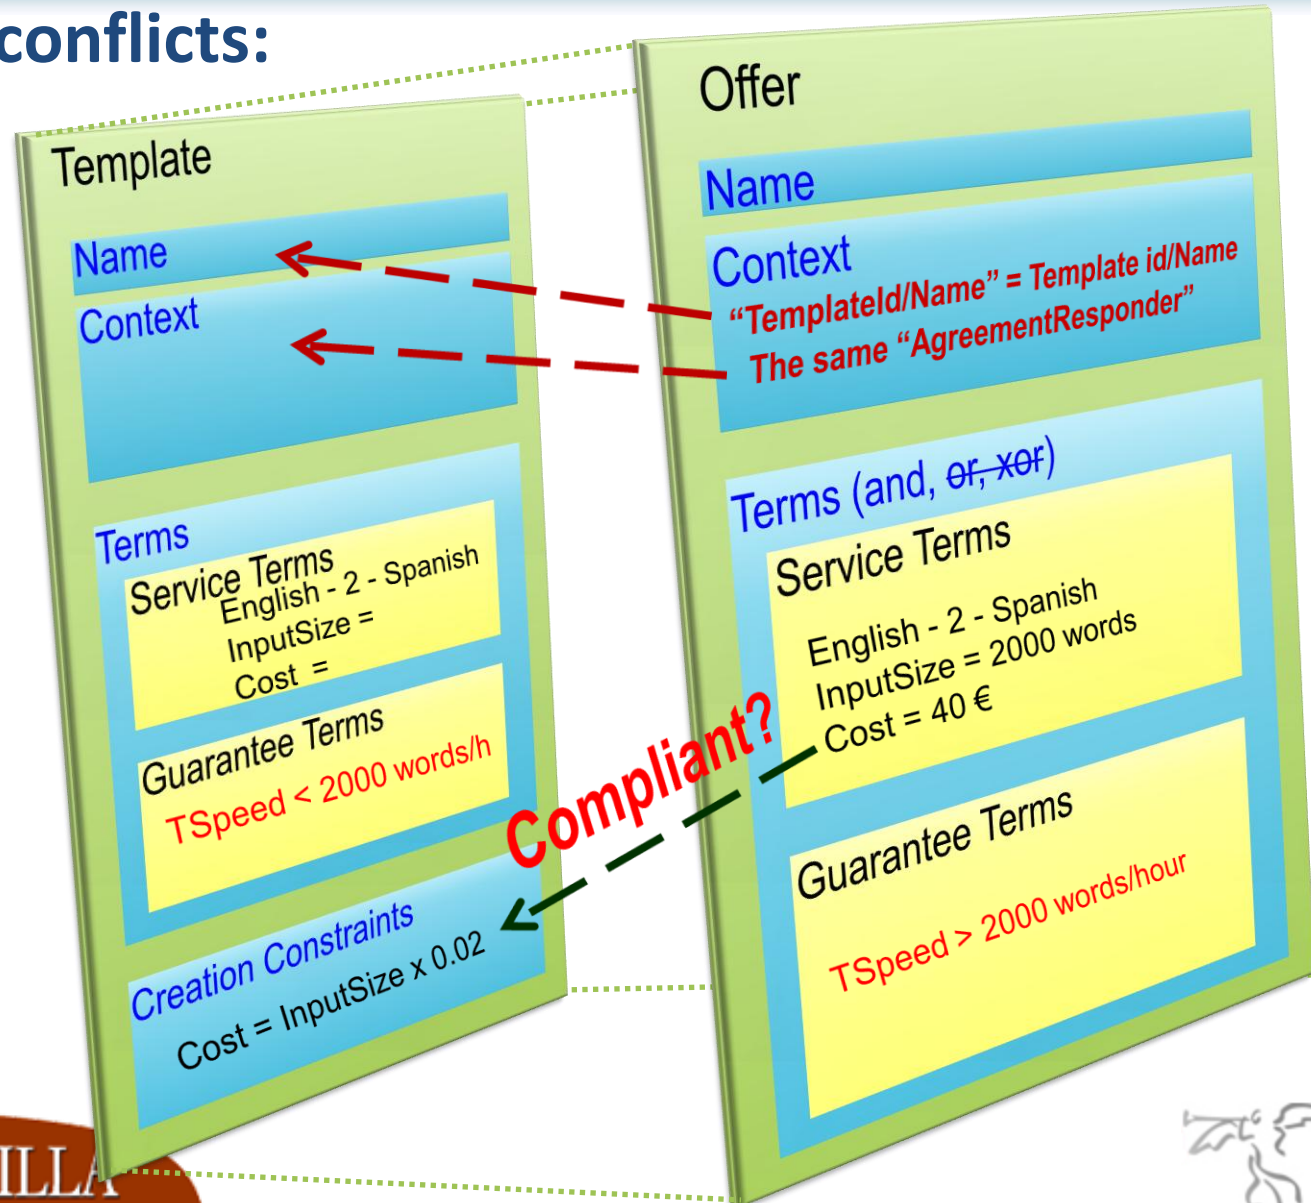 conflicts:
Template
Name
Context
Terms
Service Terms
English - 2 - Spanish
InputSize =
Cost =
Guarantee Terms
TSpeed < 2000 words/h
Creation Constraints
Cost = InputSize x 0.02
Compliant?
Offer
Name
Context
“TemplateId/Name” = Template id/Name
The same “AgreementResponder”
Terms (and, or, xor)
Service Terms
English - 2 - Spanish
InputSize = 2000 words
Cost = 40 €
Guarantee Terms
TSpeed > 2000 words/hour
ILLA